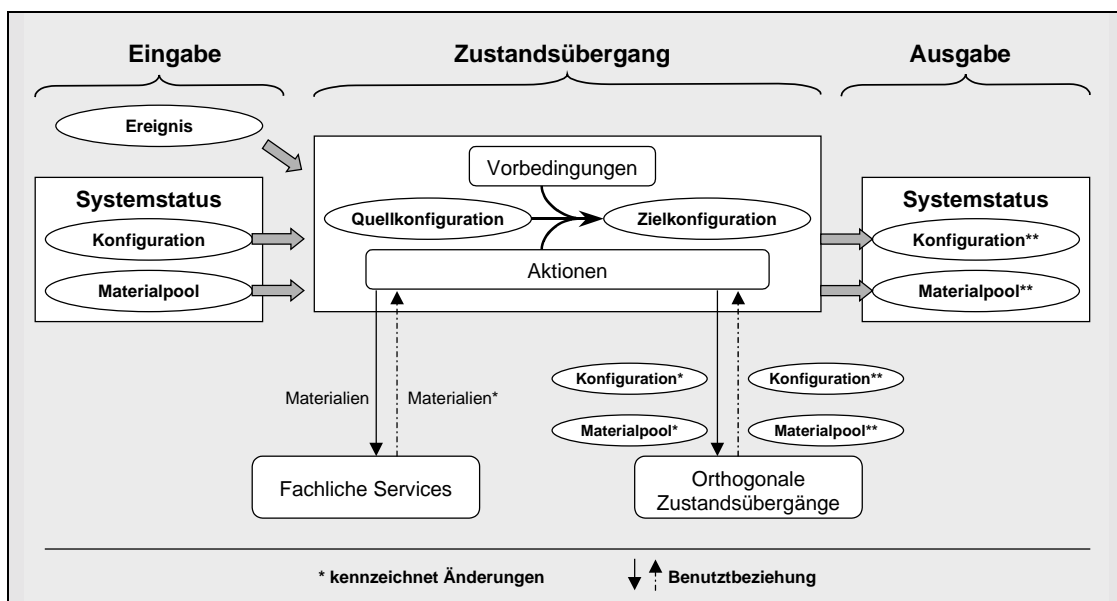 Eingabe
Zustandsübergang
Ausgabe
Ereignis
Systemstatus
Konfiguration
Materialpool
Vorbedingungen
Quellkonfiguration
Zielkonfiguration
Aktionen
Systemstatus
Konfiguration**
Materialpool**
Materialien
Materialien*
Konfiguration*
Konfiguration**
Materialpool*
Materialpool**
Fachliche Services
Orthogonale
Zustandsübergänge
* kennzeichnet Änderungen
Benutztbeziehung